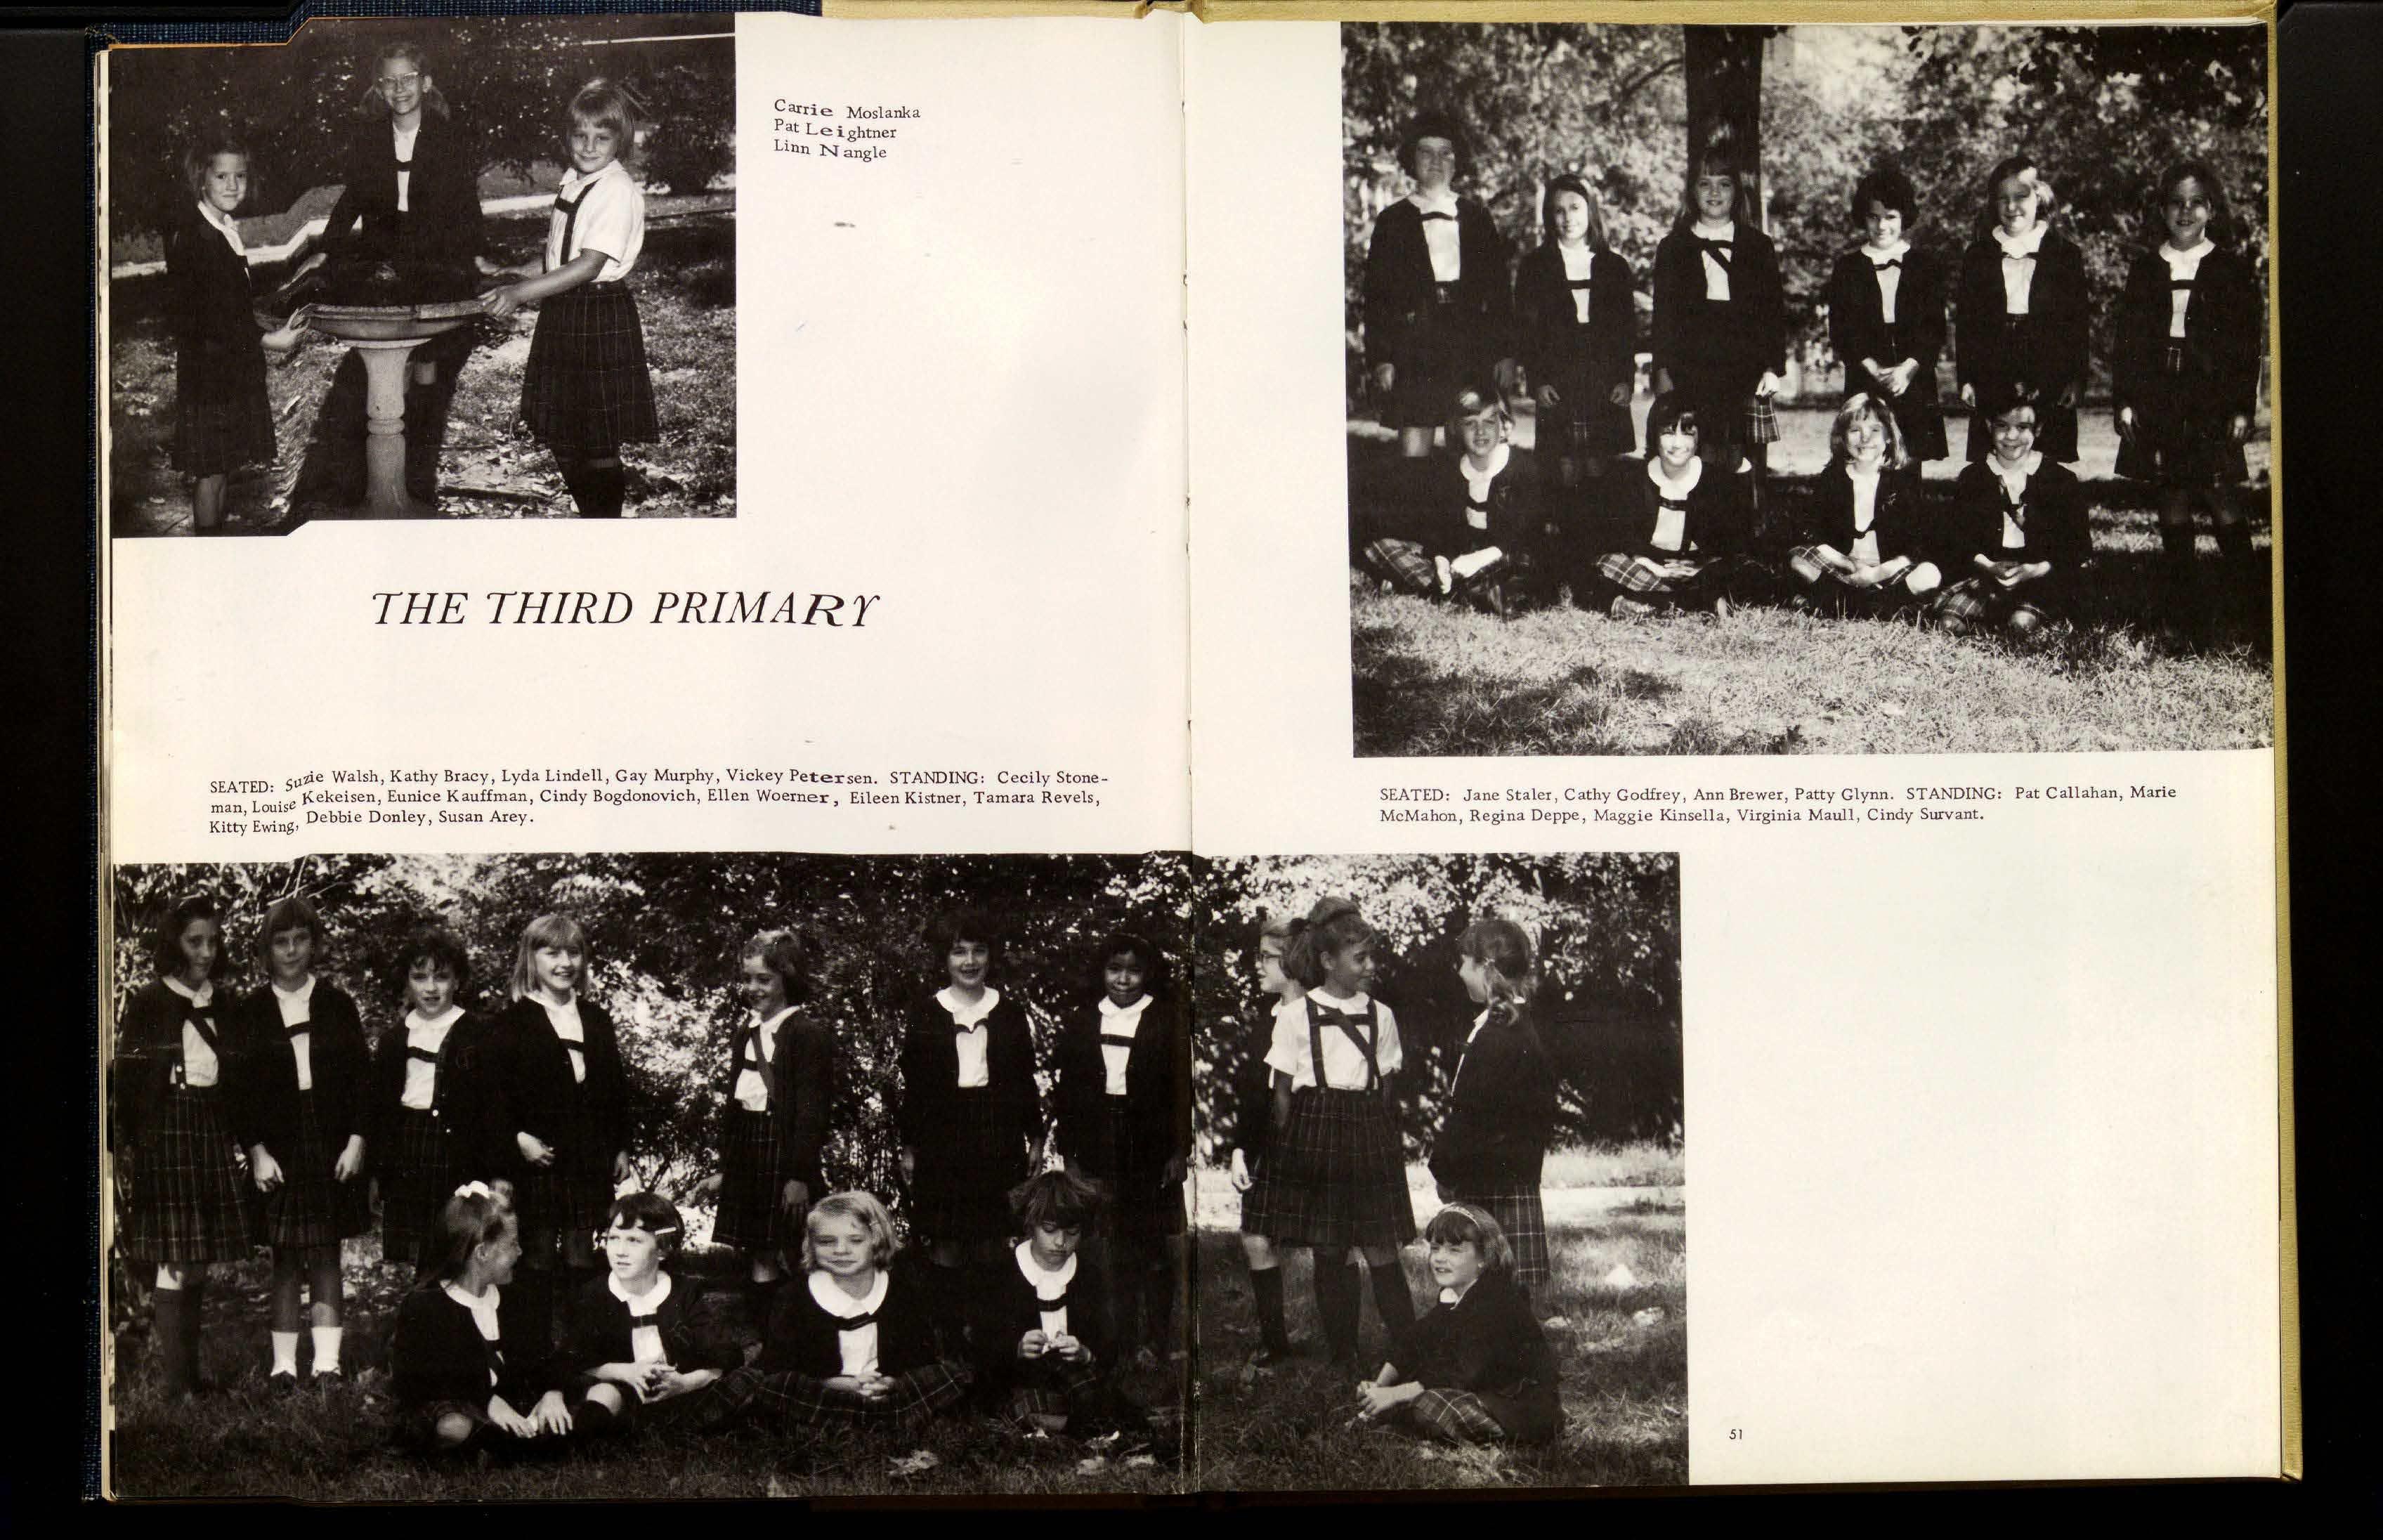 Carrie Moslanka
Pat Leightner
Linn Nangle
THE THIRD PRIMARY
SEATED: Suzie Walsh, Kathy Bracy, Lyda Lindell, Gay Murphy, Vickey Petersen. STANDING: Cecily Stone-
man, Louise Kekeisen, Eunice Kauffman, Cindy Bogdonovich, Ellen Woerner, Eileen Kistner, Tamara Revels,
Kitty Ewing, Debbie Donley, Susan Arey.
SEATED: Jane Staler, Cathy Godfrey, Ann Brewer, Patty Glynn. STANDING: Pat Callahan, Marie
McMahon, Regina Deppe, Maggie Kinsella, Virginia Maull, Cindy Survant.
51